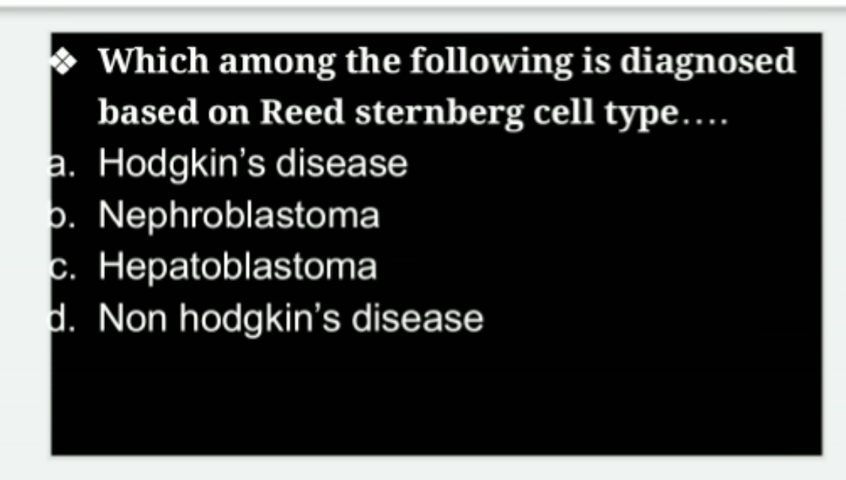 ❖ Which among the following is diagnosed
based on Reed sternberg cell type….
a. Hodgkin’s disease
b. Nephroblastoma
c. Hepatoblastoma
d. Non hodgkin’s disease